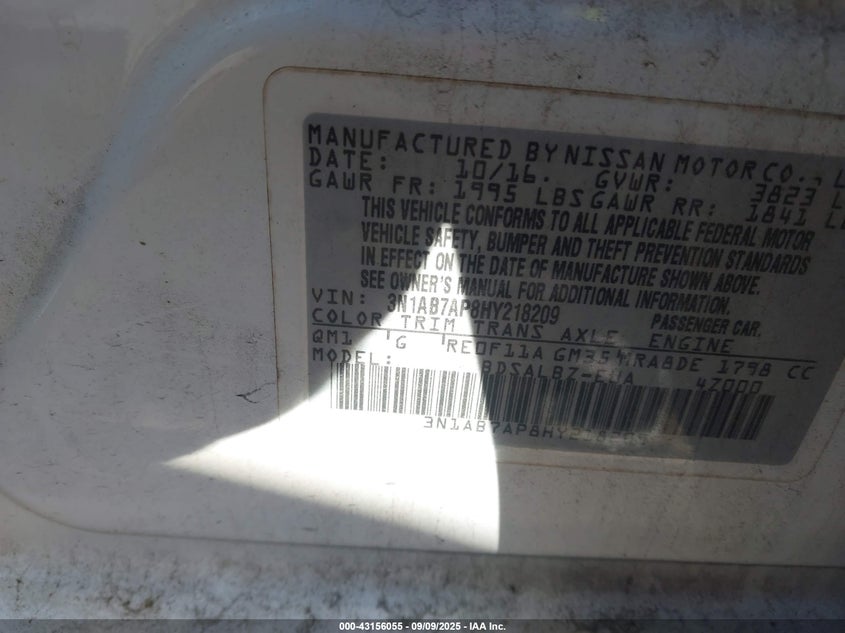 MANUFACTURED BY NISSAN MOTOR CO., L
DATE: 10/16. GVWR: 3823 L
GAWR FR: 1995 LBS GAWR RR: 1841 LB
THIS VEHICLE CONFORMS TO ALL APPLICABLE FEDERAL MOTOR
VEHICLE SAFETY, BUMPER AND THEFT PREVENTION STANDARDS
IN EFFECT ON THE DATE OF MANUFACTURE SHOWN ABOVE.
SEE OWNER'S MANUAL FOR ADDITIONAL INFORMATION.
VIN: 3N1AB7AP8HY218209 PASSENGER CAR.
COLOR TRIM TRANS AXLE ENGINE
QM1 G RE0F11A GM35 MRA8DE 1798 CC
MODEL: 47000
3N1AB7AP8HY218209
000-43156055 | 09/09/2025 | IAA Inc.